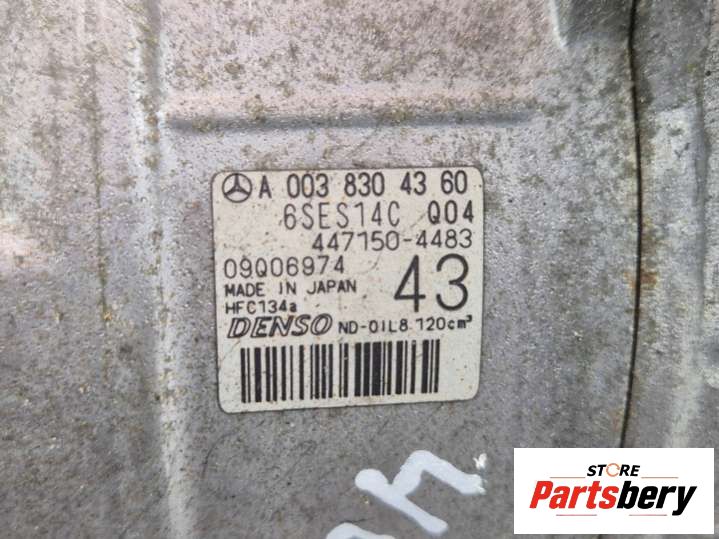 A 003 830 43 60
6SES14C Q04
447150-4483
09Q06974
43
MADE IN JAPAN
HFC134a
DENSO ND-OIL8 120cm³
STORE
Partsbery